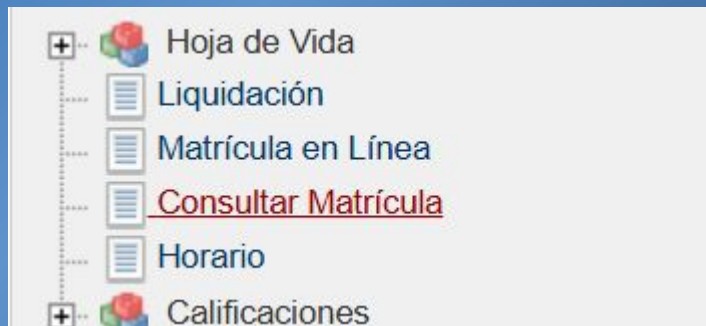 Hoja de Vida
Liquidación
Matrícula en Línea
Consultar Matrícula
Horario
Calificaciones